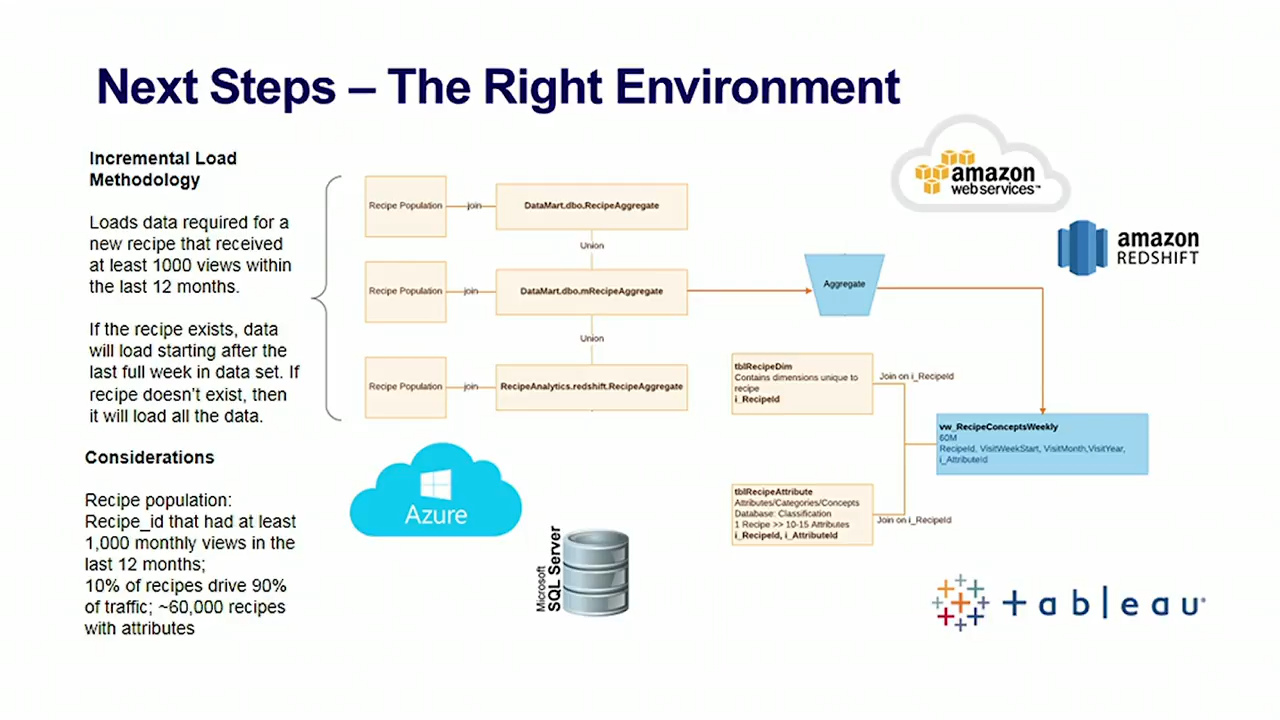 Next Steps – The Right Environment
Incremental Load
Methodology
Loads data required for a
new recipe that received
at least 1000 views within
the last 12 months.
If the recipe exists, data
will load starting after the
last full week in data set. If
recipe doesn't exist, then
it will load all the data.
Considerations
Recipe population:
Recipe_id that had at least
1,000 monthly views in the
last 12 months;
10% of recipes drive 90%
of traffic; ~60,000 recipes
with attributes
Recipe Population
join
DataMart.dbo.RecipeAggregate
Union
Recipe Population
join
DataMart.dbo.mRecipeAggregate
Union
Recipe Population
join
RecipeAnalytics.redshift.RecipeAggregate
Aggregate
tblRecipeDim
Contains dimensions unique to
recipe
i_RecipeId
Join on i_RecipeId
vw_RecipeConceptsWeekly
60M
RecipeId, VisitWeekStart, VisitMonth,VisitYear,
i_AttributeId
tblRecipeAttribute
Attributes/Categories/Concepts
Database: Classification
1 Recipe >> 10-15 Attributes
i_RecipeId, i_AttributeId
Join on i_RecipeId
amazon
web services™
amazon
REDSHIFT
Azure
Microsoft
SQL Server
+ableau®